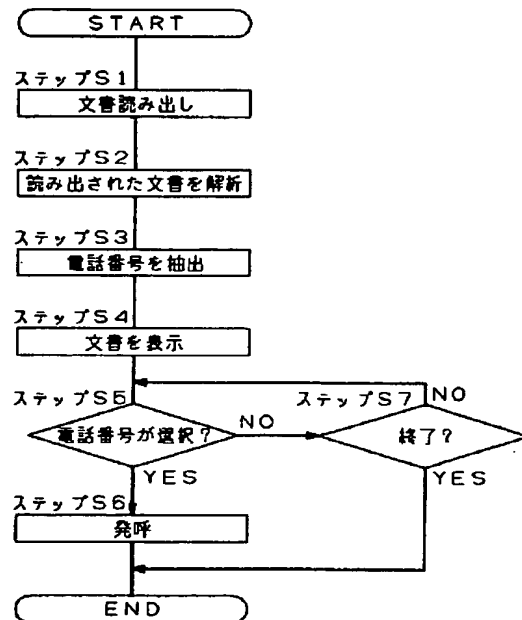 START
ステップS1
文書読み出し
ステップS2
読み出された文書を解析
ステップS3
電話番号を抽出
ステップS4
文書を表示
ステップS5
電話番号が選択?
NO
ステップS7
NO
終了?
YES
YES
ステップS6
発呼
END